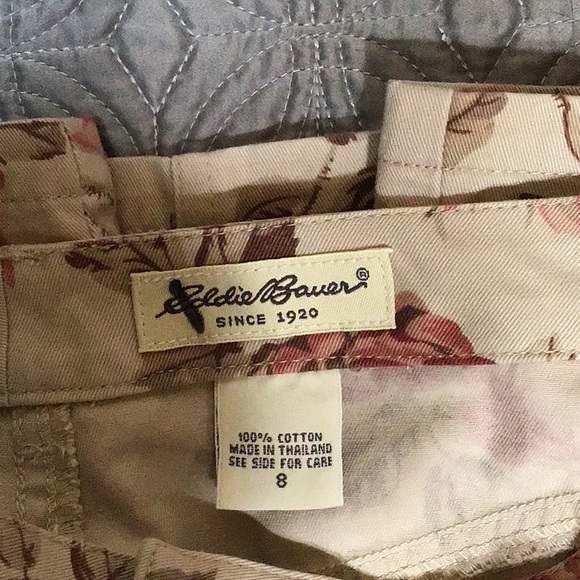 Eddie Bauer®
SINCE 1920
100% COTTON
MADE IN THAILAND
SEE SIDE FOR CARE
8